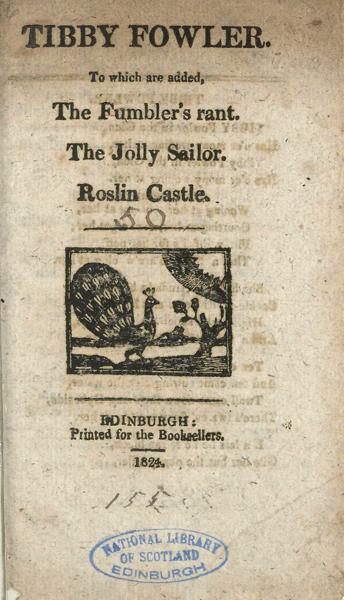 TIBBY FOWLER.
To which are added,
The Fumbler's rant.
The Jolly Sailor.
Roslin Castle.
50
EDINBURGH:
Printed for the Booksellers.
1824.
155
NATIONAL LIBRARY
OF SCOTLAND
EDINBURGH